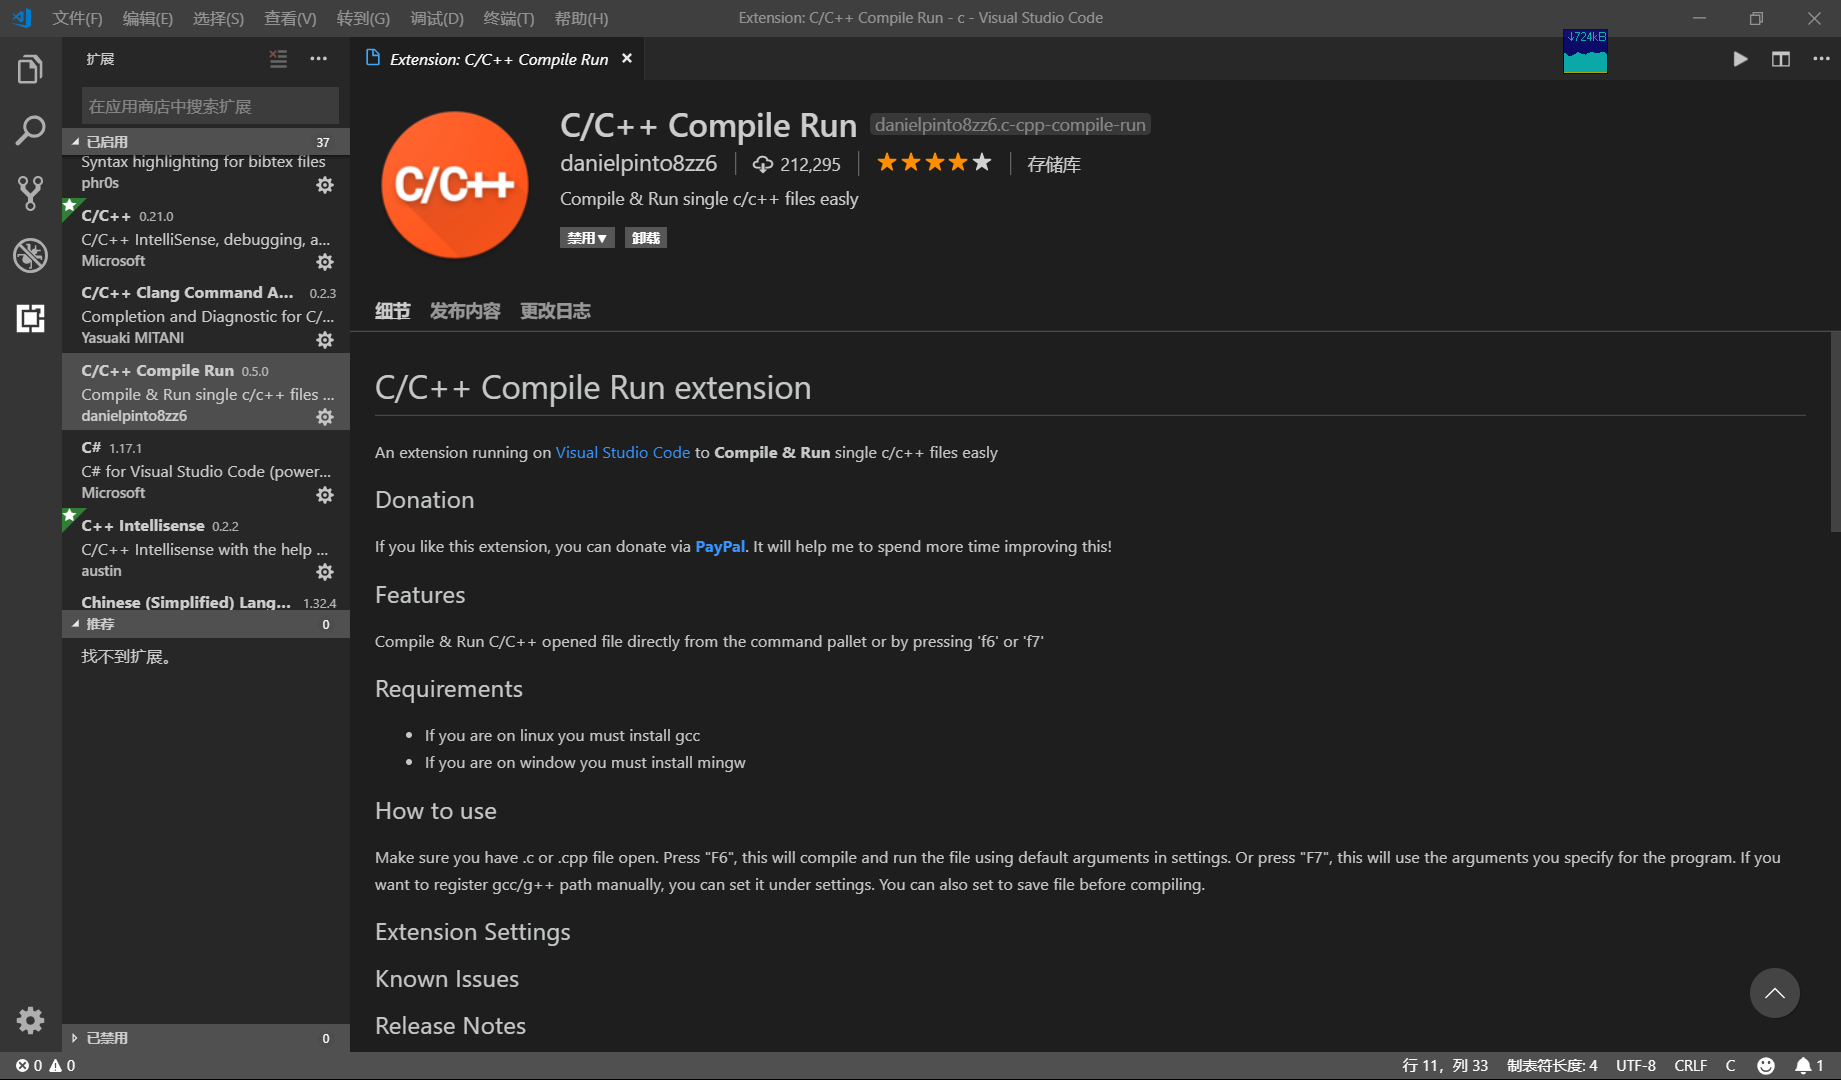 文件(F) 编辑(E) 选择(S) 查看(V) 转到(G) 调试(D) 终端(T) 帮助(H)
Extension: C/C++ Compile Run - c - Visual Studio Code
↓724kB
扩展
在应用商店中搜索扩展
已启用 37
Syntax highlighting for bibtex files
phr0s
C/C++ 0.21.0
C/C++ IntelliSense, debugging, a...
Microsoft
C/C++ Clang Command A... 0.2.3
Completion and Diagnostic for C/...
Yasuaki MITANI
C/C++ Compile Run 0.5.0
Compile & Run single c/c++ files ...
danielpinto8zz6
C# 1.17.1
C# for Visual Studio Code (power...
Microsoft
C++ Intellisense 0.2.2
C/C++ Intellisense with the help ...
austin
Chinese (Simplified) Lang... 1.32.4
推荐 0
找不到扩展。
已禁用 0
Extension: C/C++ Compile Run
C/C++
C/C++ Compile Run danielpinto8zz6.c-cpp-compile-run
danielpinto8zz6 212,295 存储库
Compile & Run single c/c++ files easly
禁用▼ 卸载
细节 发布内容 更改日志
C/C++ Compile Run extension
An extension running on Visual Studio Code to Compile & Run single c/c++ files easly
Donation
If you like this extension, you can donate via PayPal. It will help me to spend more time improving this!
Features
Compile & Run C/C++ opened file directly from the command pallet or by pressing 'f6' or 'f7'
Requirements
• If you are on linux you must install gcc
• If you are on window you must install mingw
How to use
Make sure you have .c or .cpp file open. Press "F6", this will compile and run the file using default arguments in settings. Or press "F7", this will use the arguments you specify for the program. If you
want to register gcc/g++ path manually, you can set it under settings. You can also set to save file before compiling.
Extension Settings
Known Issues
Release Notes
0 0
行 11，列 33 制表符长度: 4 UTF-8 CRLF C 1